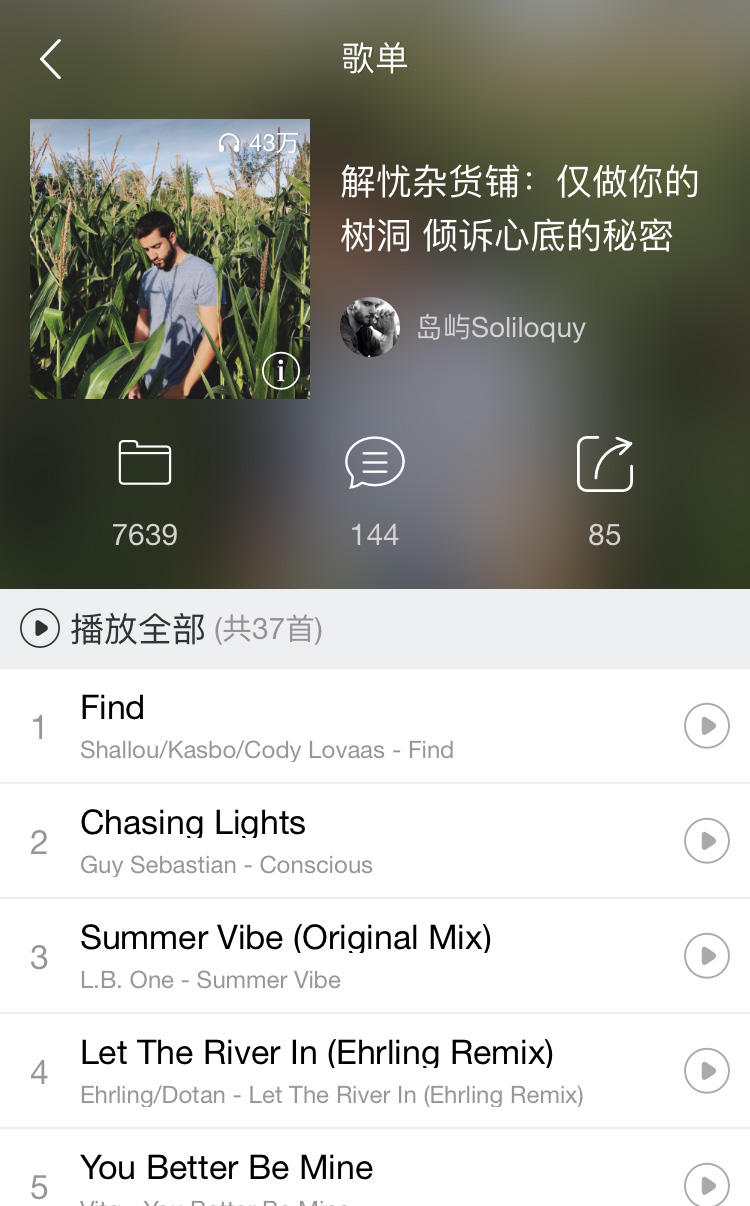 歌单
43万
解忧杂货铺：仅做你的
树洞 倾诉心底的秘密
岛屿Soliloquy
7639
144
85
播放全部 (共37首)
1
Find
Shallou/Kasbo/Cody Lovaas - Find
2
Chasing Lights
Guy Sebastian - Conscious
3
Summer Vibe (Original Mix)
L.B. One - Summer Vibe
4
Let The River In (Ehrling Remix)
Ehrling/Dotan - Let The River In (Ehrling Remix)
5
You Better Be Mine